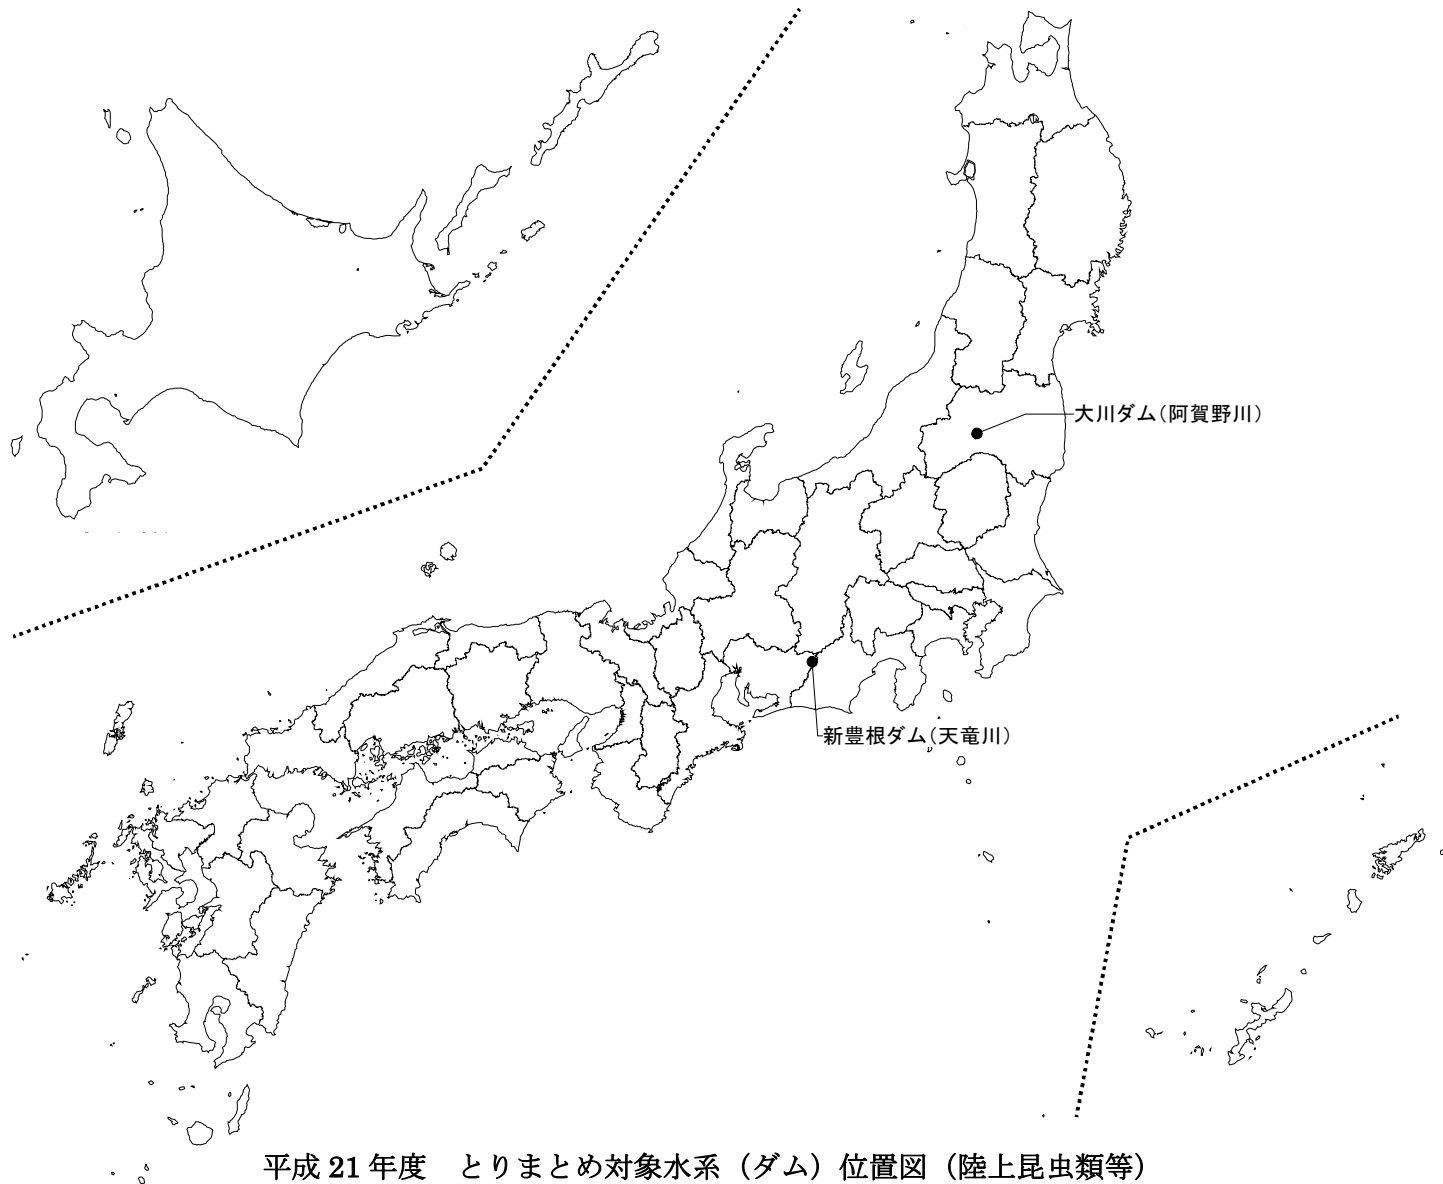 大川ダム(阿賀野川)
新豊根ダム(天竜川)
平成 21 年度　とりまとめ対象水系（ダム）位置図（陸上昆虫類等）